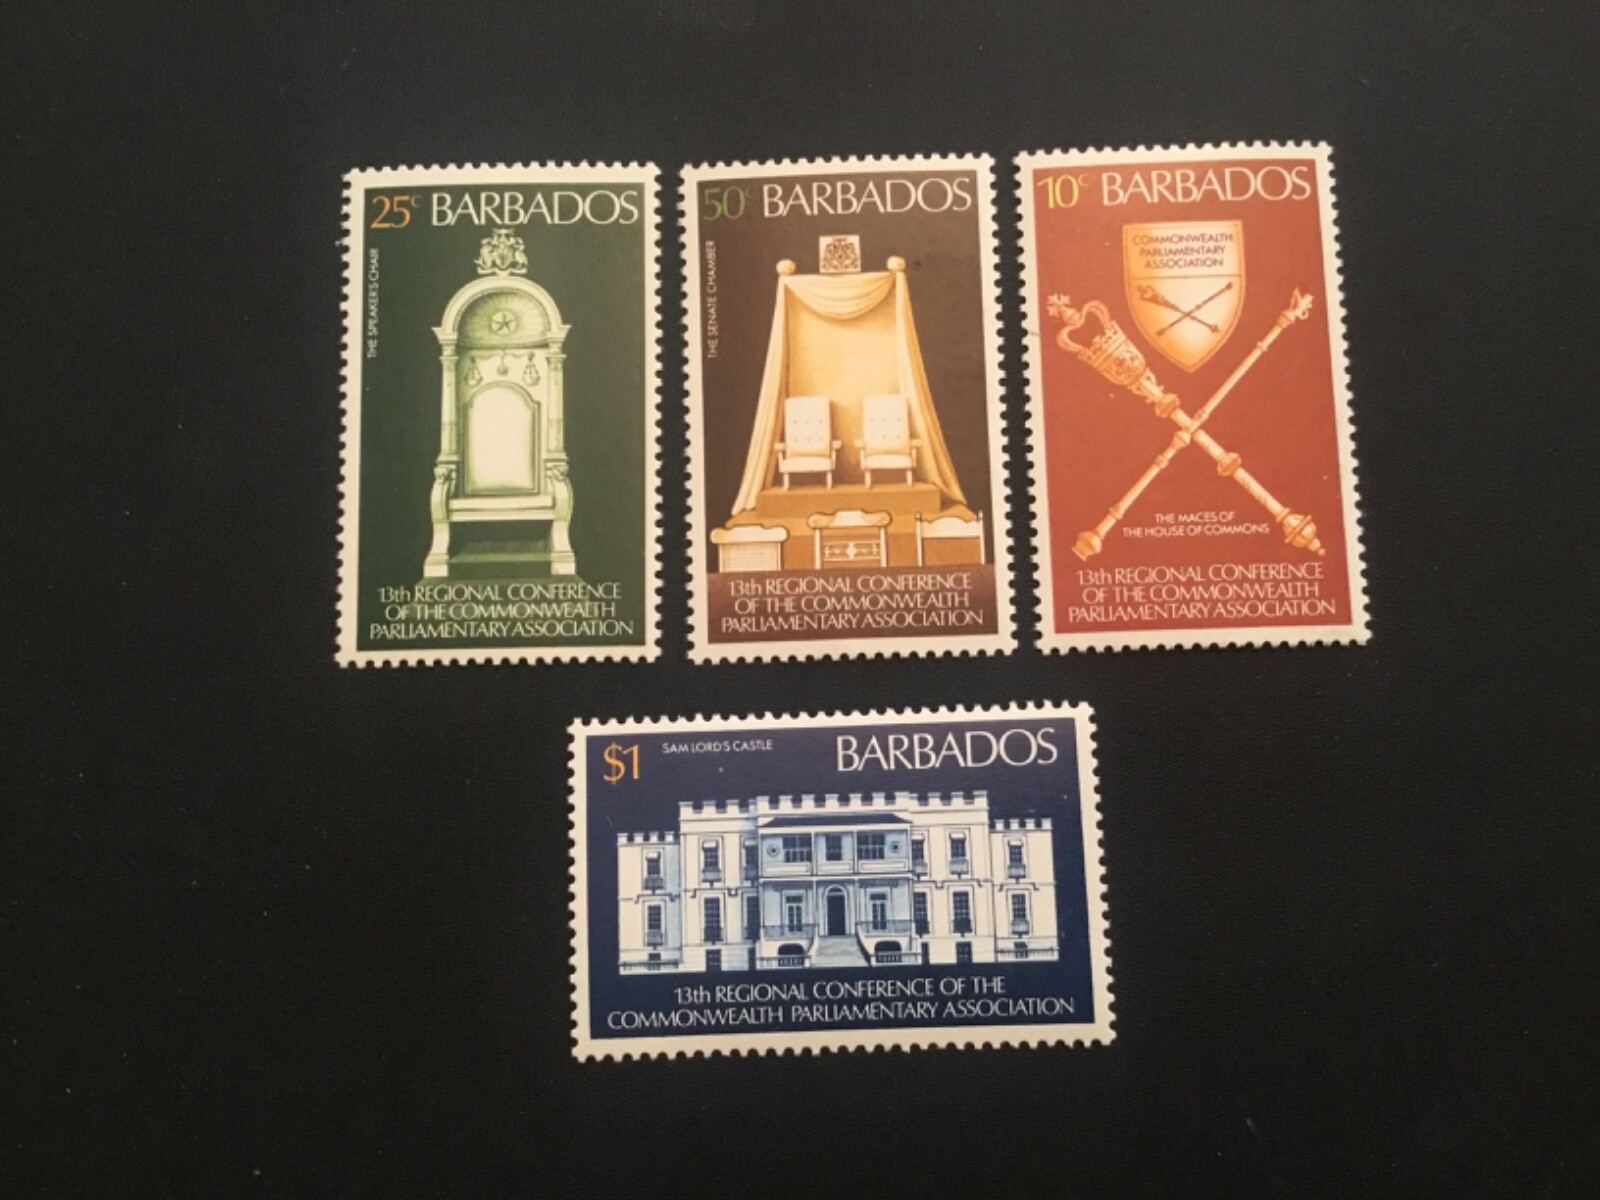 25c BARBADOS
THE SPEAKER'S CHAIR
13th REGIONAL CONFERENCE
OF THE COMMONWEALTH
PARLIAMENTARY ASSOCIATION
50c BARBADOS
THE SENATE CHAMBER
13th REGIONAL CONFERENCE
OF THE COMMONWEALTH
PARLIAMENTARY ASSOCIATION
10c BARBADOS
COMMONWEALTH
PARLIAMENTARY
ASSOCIATION
THE MACES OF
THE HOUSE OF COMMONS
13th REGIONAL CONFERENCE
OF THE COMMONWEALTH
PARLIAMENTARY ASSOCIATION
$1 SAM LORD'S CASTLE BARBADOS
13th REGIONAL CONFERENCE OF THE
COMMONWEALTH PARLIAMENTARY ASSOCIATION